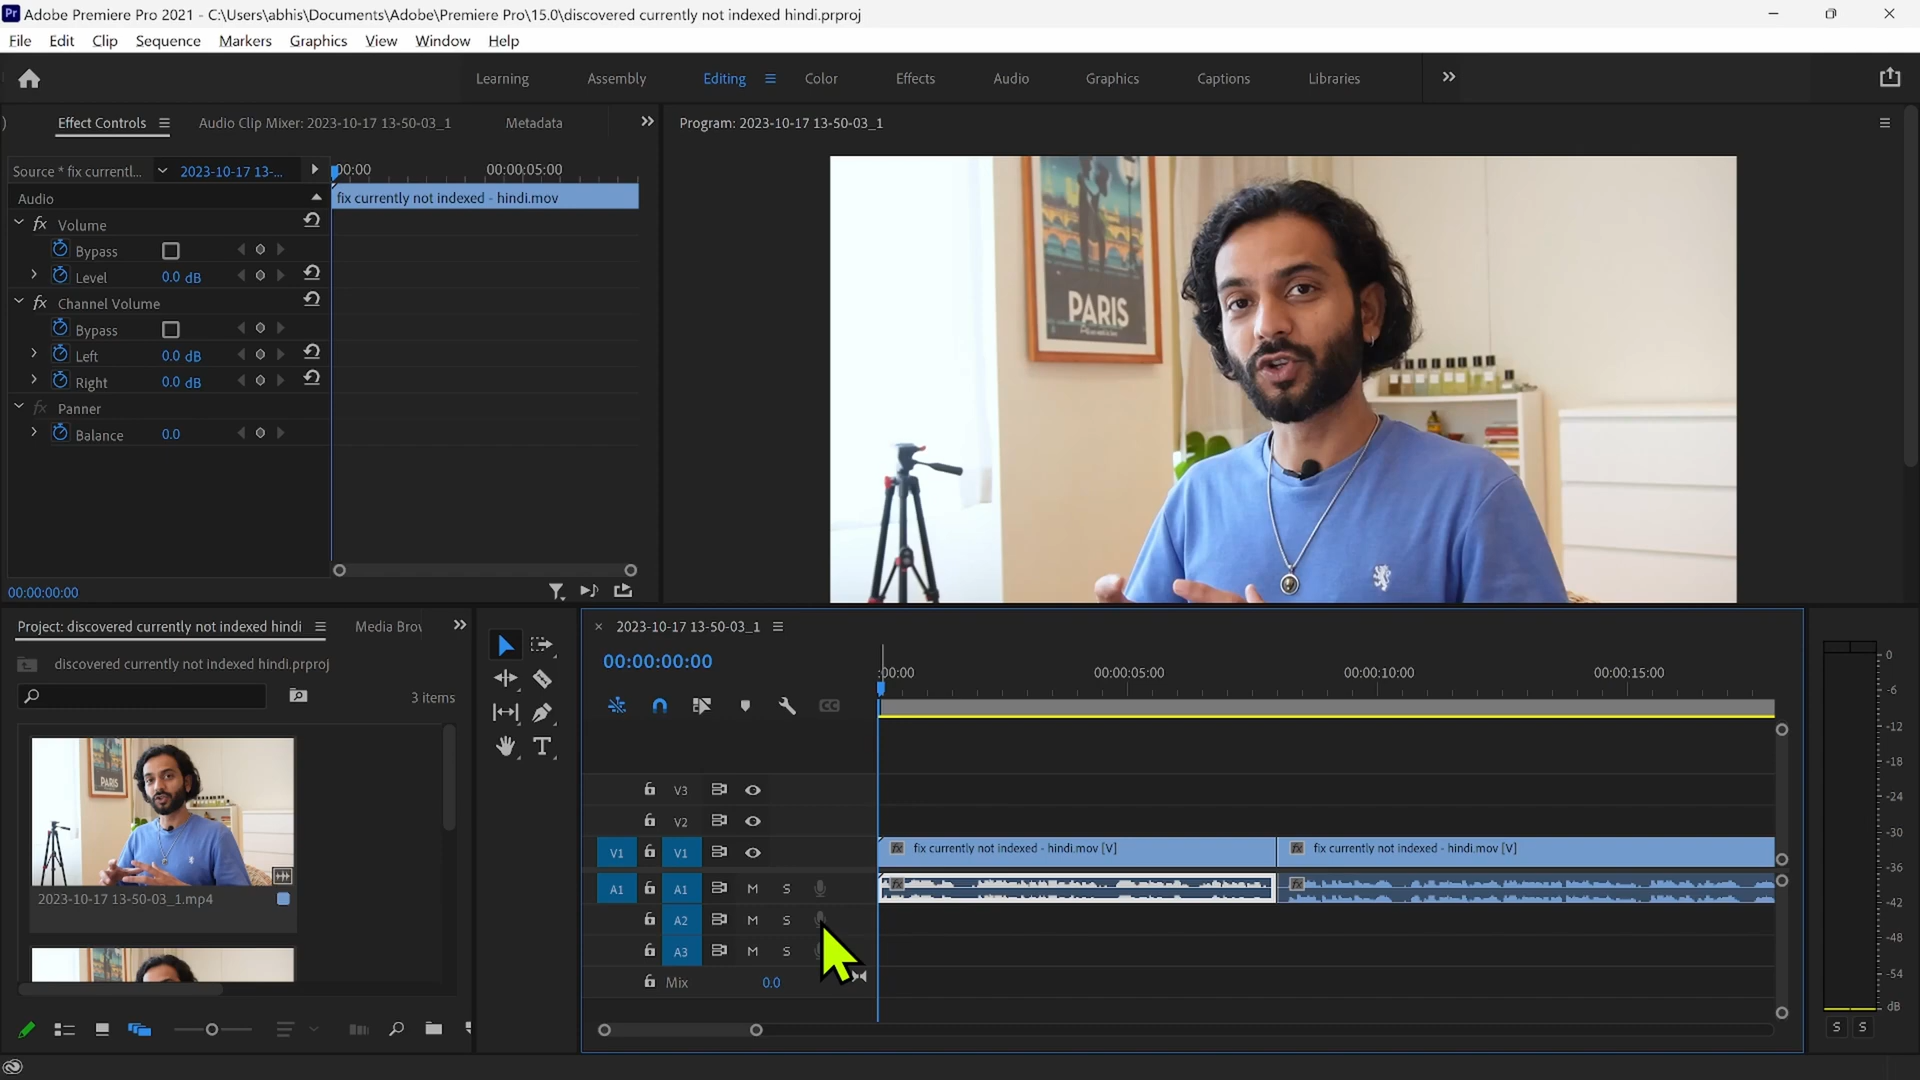 Pr Adobe Premiere Pro 2021 - C:\Users\abhis\Documents\Adobe\Premiere Pro\15.0\discovered currently not indexed hindi.prproj
File Edit Clip Sequence Markers Graphics View Window Help
Learning Assembly Editing Color Effects Audio Graphics Captions Libraries
Effect Controls Audio Clip Mixer: 2023-10-17 13-50-03_1 Metadata
Program: 2023-10-17 13-50-03_1
Source * fix currentl... 2023-10-17 13-... :00:00 00:00:05:00
Audio fix currently not indexed - hindi.mov
fx Volume
Bypass
Level 0.0 dB
fx Channel Volume
Bypass
Left 0.0 dB
Right 0.0 dB
fx Panner
Balance 0.0
00:00:00:00
PARIS
Project: discovered currently not indexed hindi Media Brov
discovered currently not indexed hindi.prproj
3 items
2023-10-17 13-50-03_1.mp4
2023-10-17 13-50-03_1
00:00:00:00
:00:00 00:00:05:00 00:00:10:00 00:00:15:00
V3
V2
V1 V1 fx fix currently not indexed - hindi.mov [V] fx fix currently not indexed - hindi.mov [V]
A1 A1 M S fx fx
A2 M S
A3 M S
Mix 0.0
0
-6
-12
-18
-24
-30
-36
-42
-48
-54
dB
S S